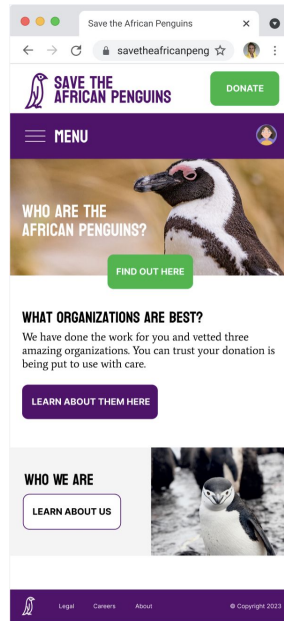 Save the African Penguins
savetheafricanpeng
SAVE THE
AFRICAN PENGUINS
DONATE
MENU
WHO ARE THE
AFRICAN PENGUINS?
FIND OUT HERE
WHAT ORGANIZATIONS ARE BEST?
We have done the work for you and vetted three
amazing organizations. You can trust your donation is
being put to use with care.
LEARN ABOUT THEM HERE
WHO WE ARE
LEARN ABOUT US
Legal Careers About © Copyright 2023